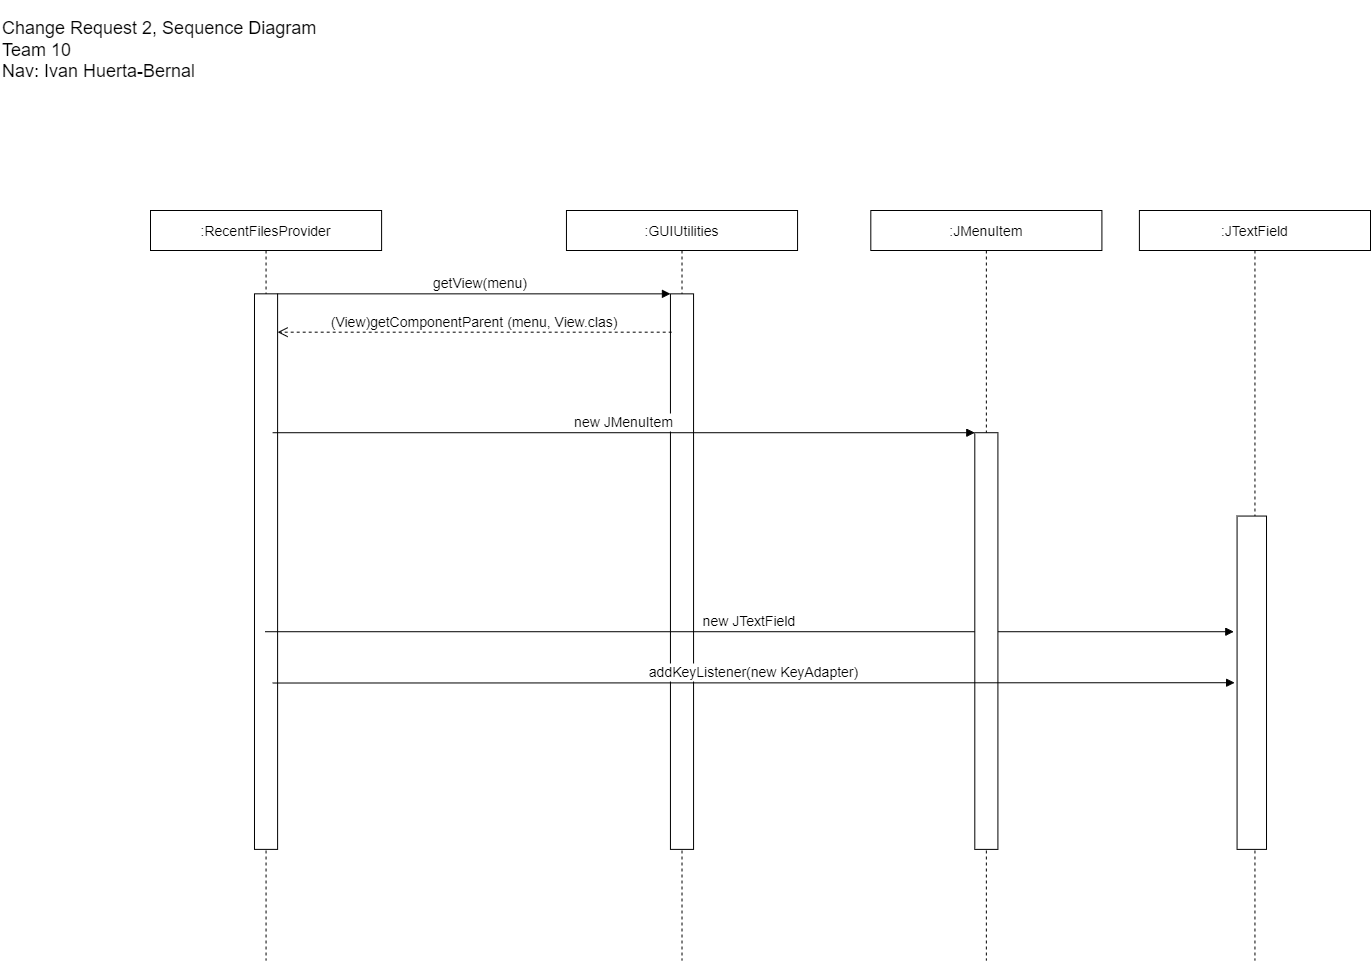 Change Request 2, Sequence Diagram
Team 10
Nav: Ivan Huerta-Bernal
:RecentFilesProvider
:GUIUtilities
:JMenuItem
:JTextField
getView(menu)
(View)getComponentParent (menu, View.clas)
new JMenuItem
new JTextField
addKeyListener(new KeyAdapter)